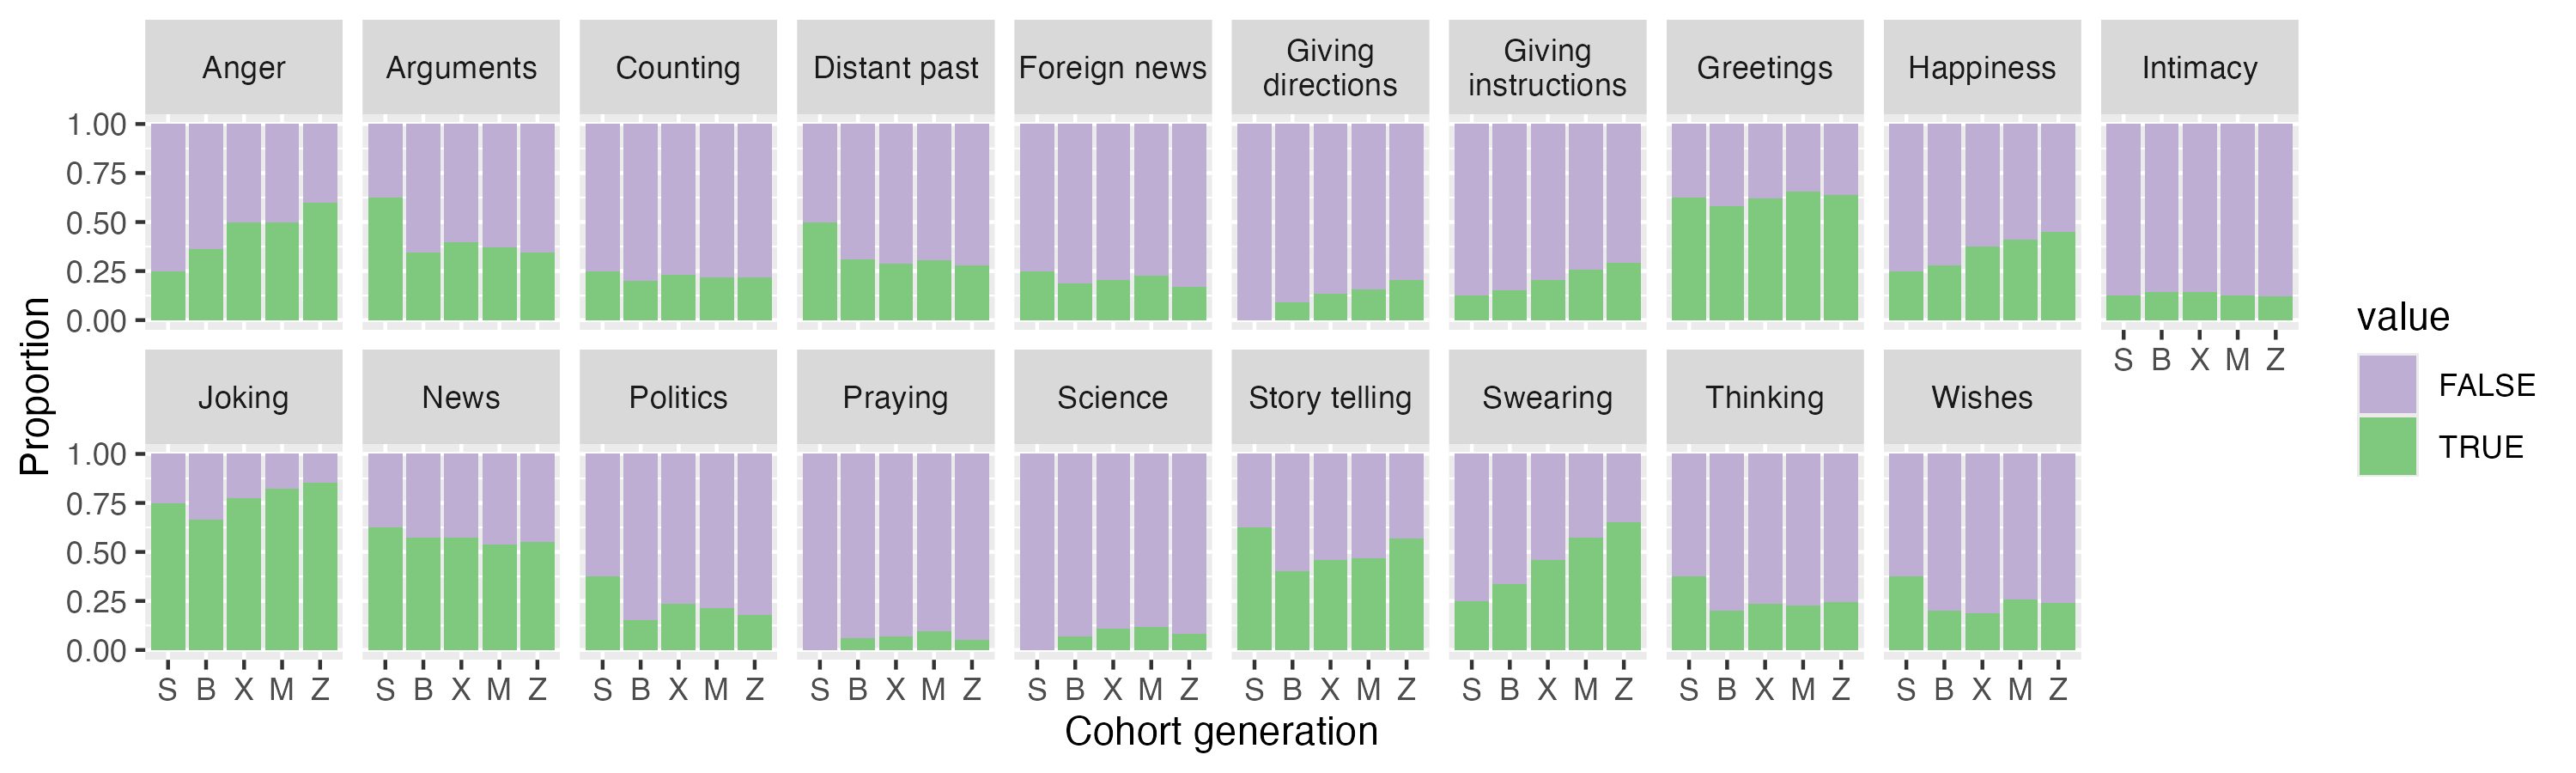 Anger Arguments Counting Distant past Foreign news Giving directions Giving instructions Greetings Happiness Intimacy
1.00
0.75
0.50
0.25
0.00
S B X M Z
Joking News Politics Praying Science Story telling Swearing Thinking Wishes
1.00
0.75
0.50
0.25
0.00
S B X M Z S B X M Z S B X M Z S B X M Z S B X M Z S B X M Z S B X M Z S B X M Z S B X M Z
Cohort generation
Proportion
value
FALSE
TRUE